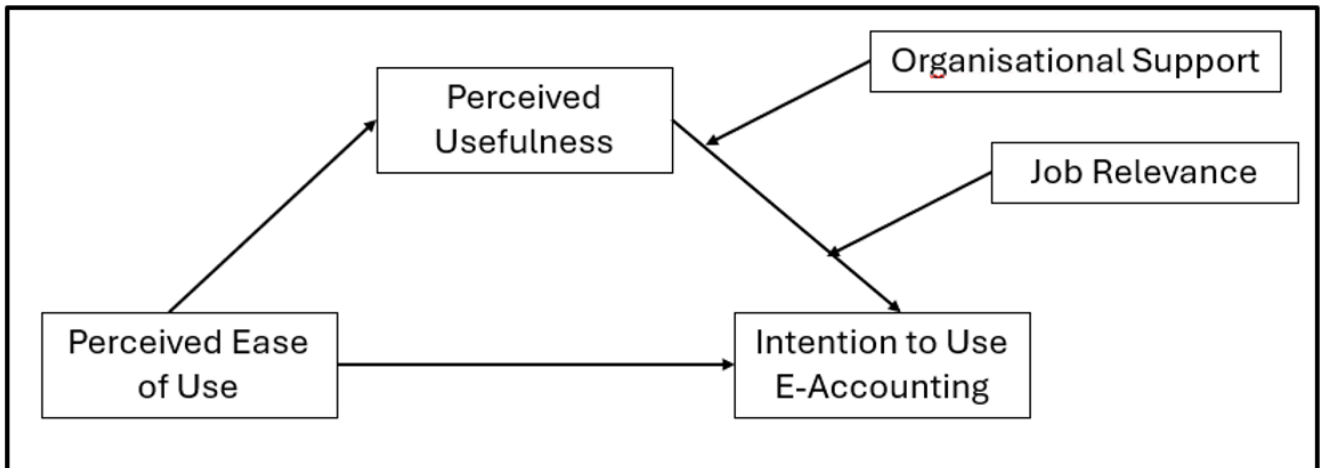 Organisational Support
Perceived
Usefulness
Job Relevance
Perceived Ease
of Use
Intention to Use
E-Accounting